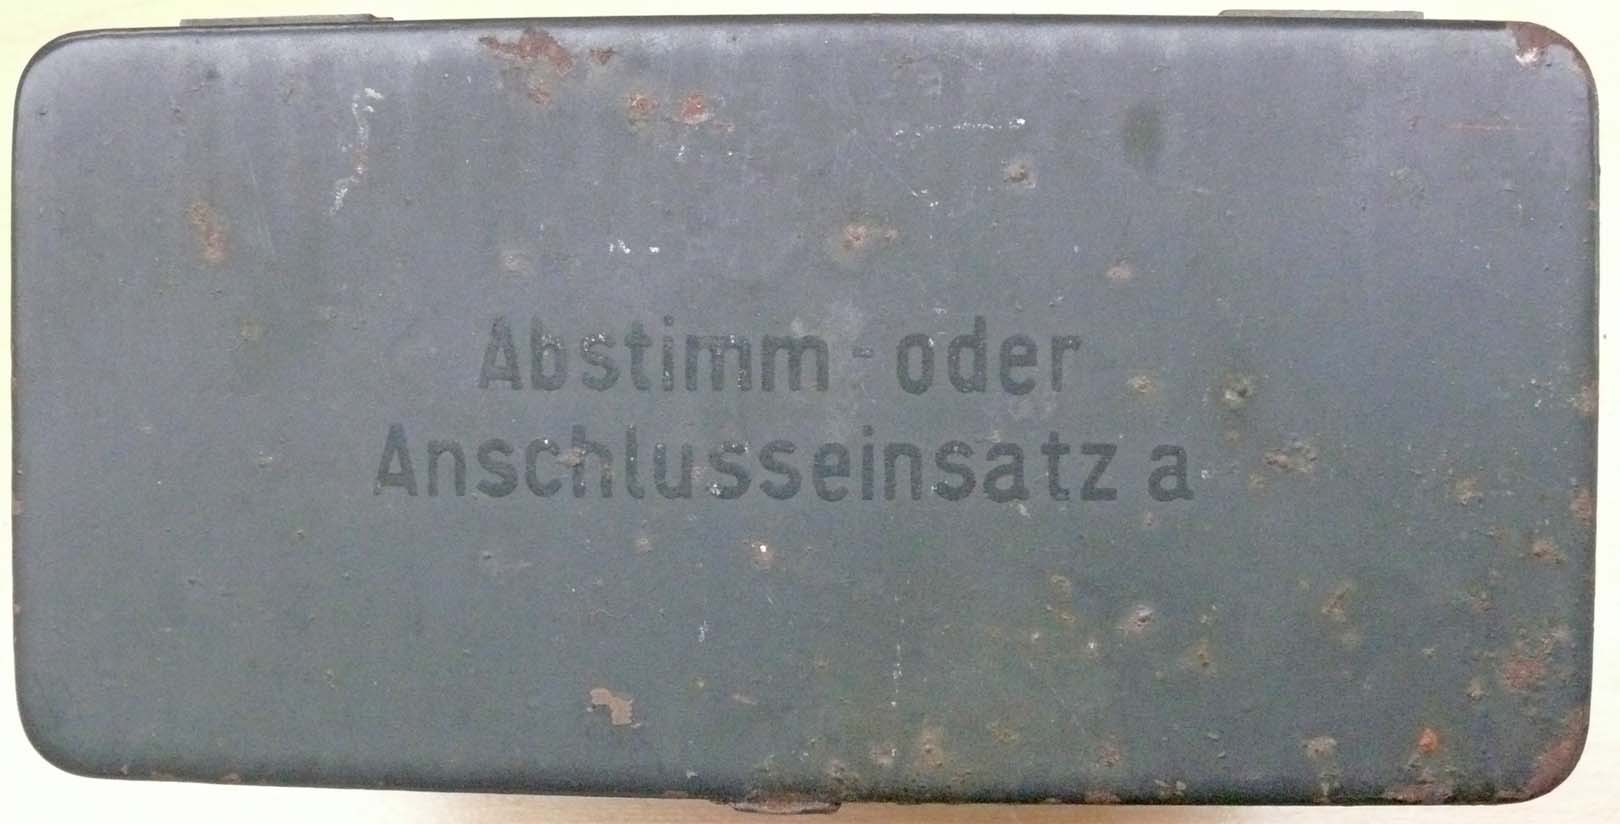 Abstimm- oder
Anschlusseinsatz a